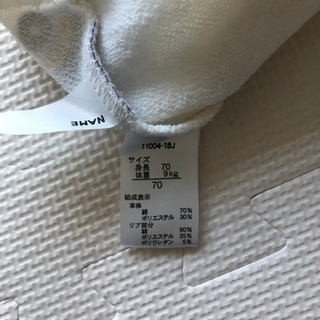 NAME
11004-18J
サイズ
身長 70
体重 9kg
70
組成表示
本体
綿 70%
ポリエステル 30%
リブ部分
綿 60%
ポリエステル 35%
ポリウレタン 5%